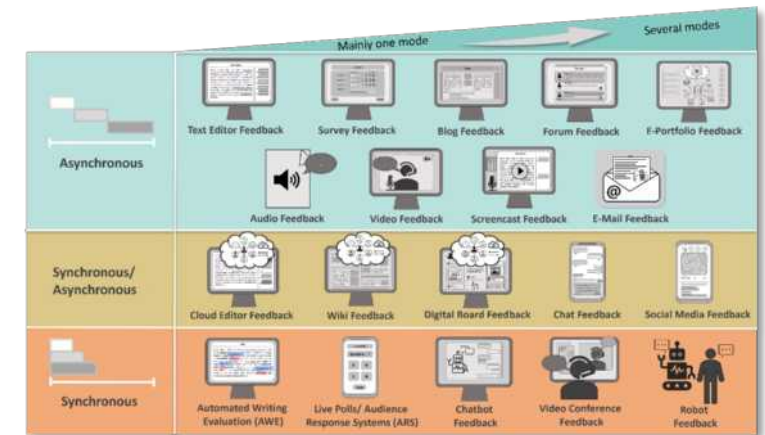 Mainly one mode
Several modes
Asynchronous
Text Editor Feedback
Survey Feedback
Blog Feedback
Forum Feedback
E-Portfolio Feedback
Audio Feedback
Video Feedback
Screencast Feedback
E-Mail Feedback
Synchronous/
Asynchronous
Cloud Editor Feedback
Wiki Feedback
Digital Board Feedback
Chat Feedback
Social Media Feedback
Synchronous
Automated Writing
Evaluation (AWE)
Live Polls/ Audience
Response Systems (ARS)
Chatbot
Feedback
Video Conference
Feedback
Robot
Feedback